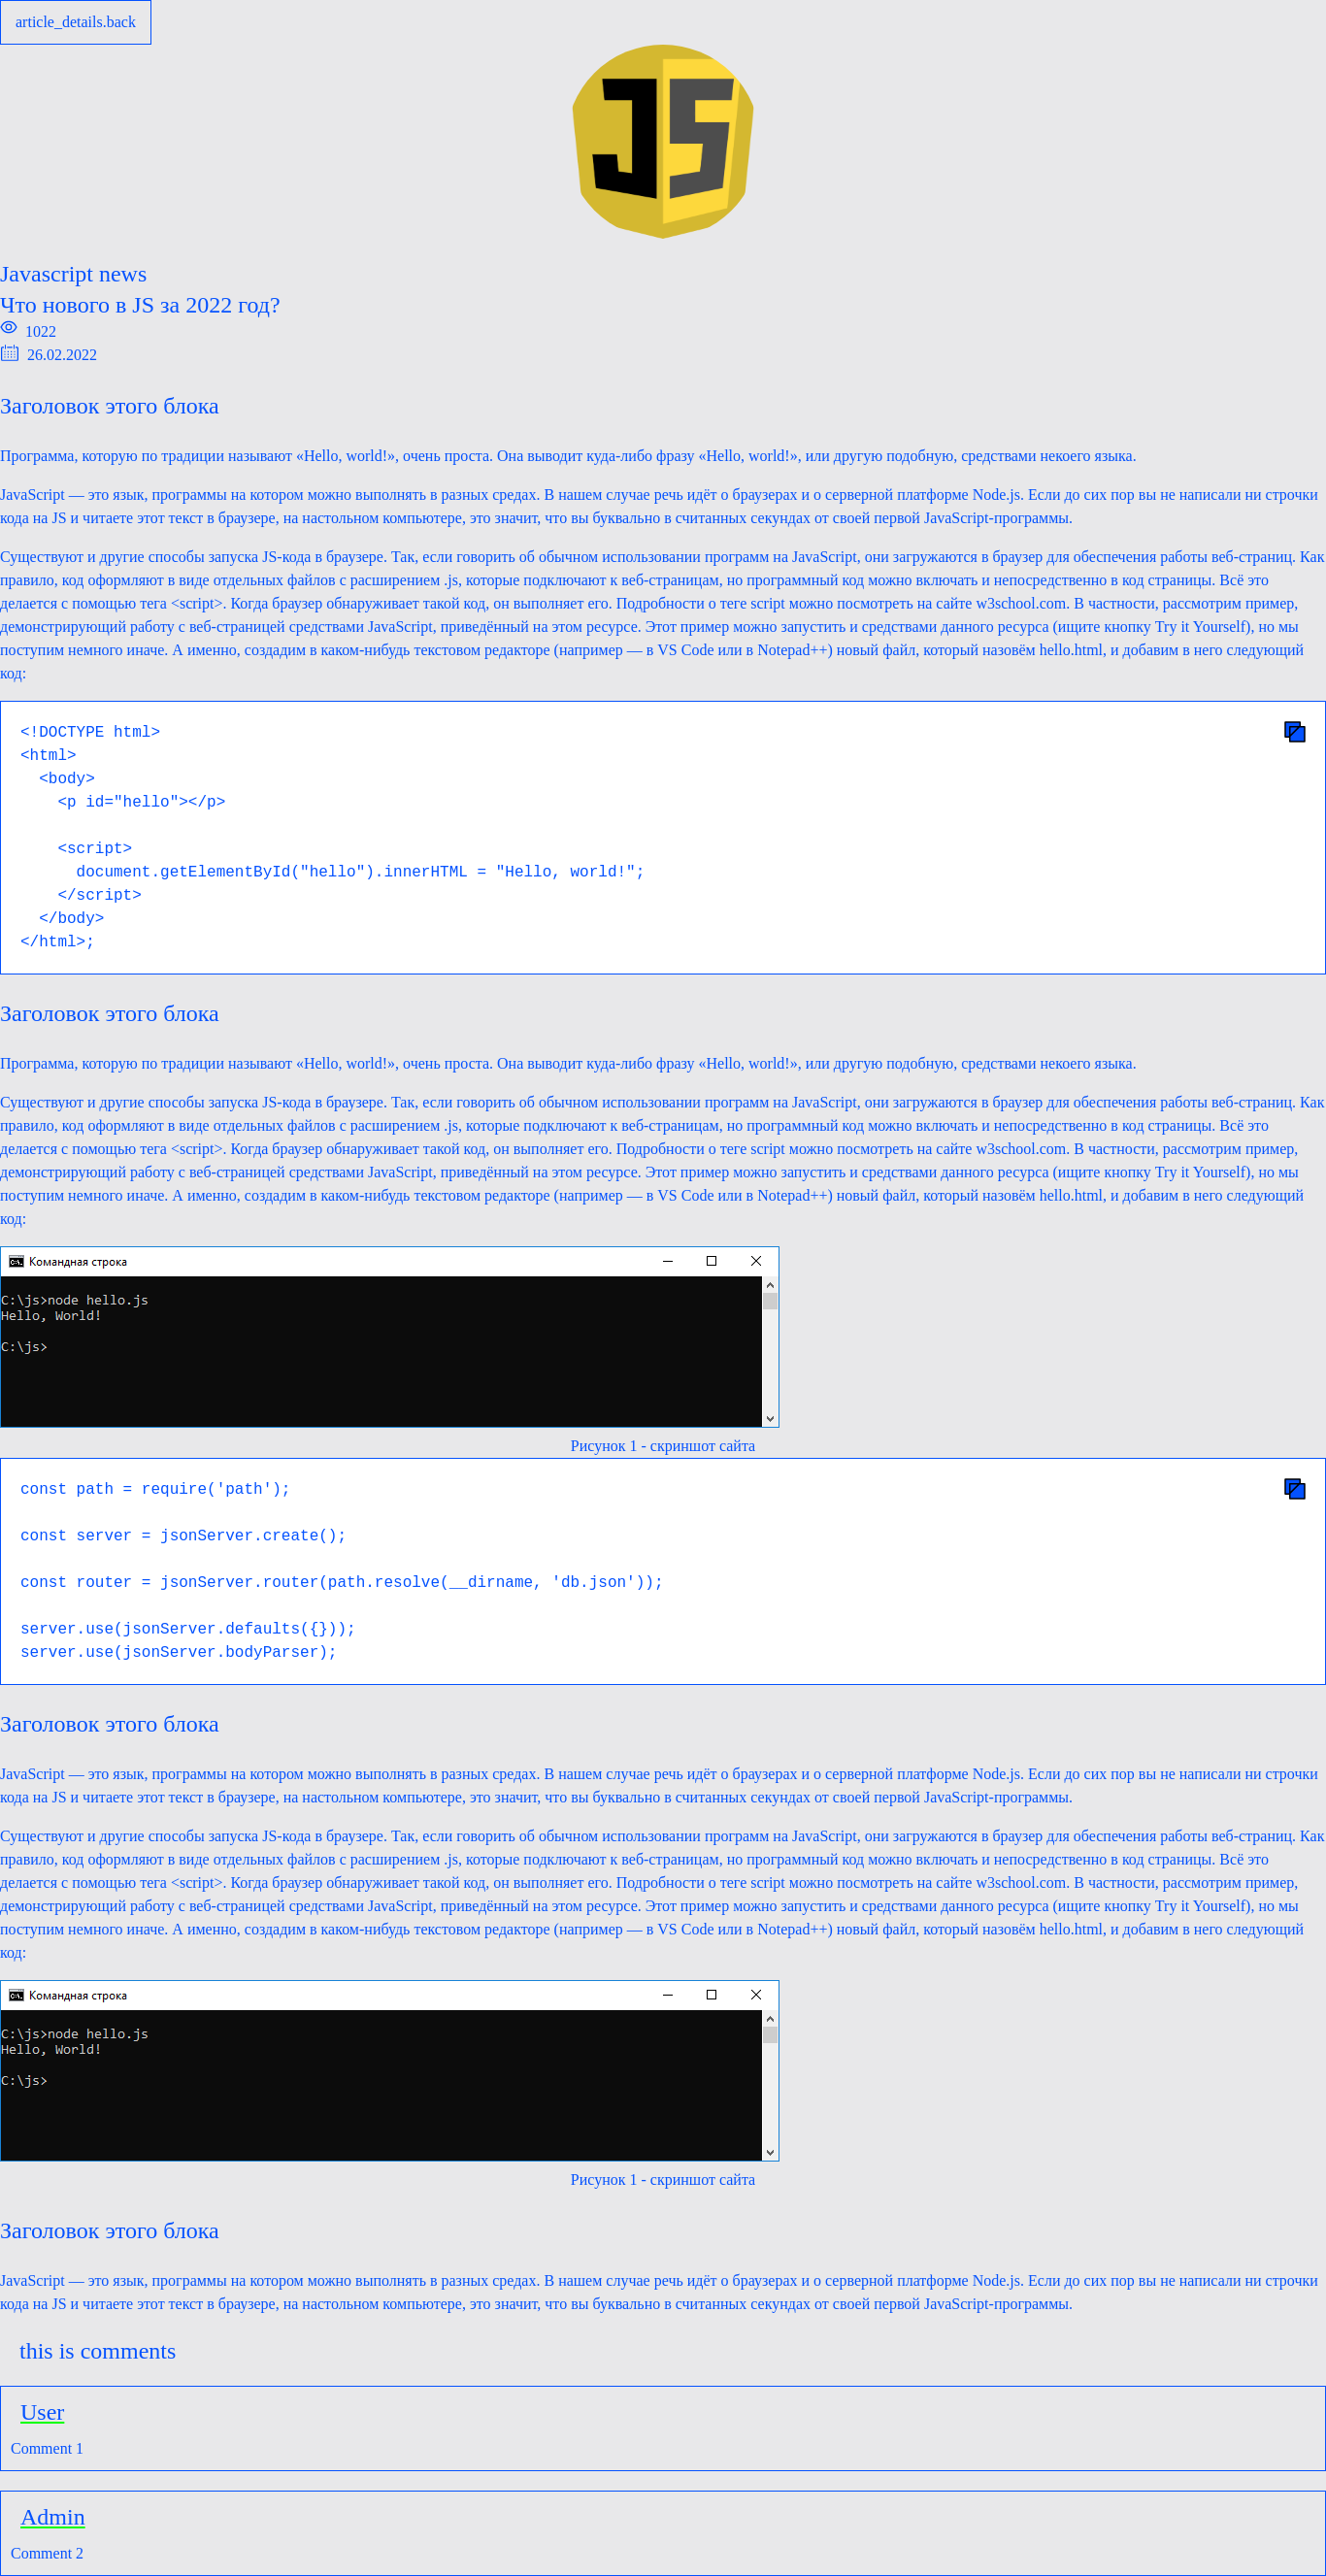 article_details.back
JS
Javascript news
Что нового в JS за 2022 год?
1022
26.02.2022
Заголовок этого блока
Программа, которую по традиции называют «Hello, world!», очень проста. Она выводит куда-либо фразу «Hello, world!», или другую подобную, средствами некоего языка.
JavaScript — это язык, программы на котором можно выполнять в разных средах. В нашем случае речь идёт о браузерах и о серверной платформе Node.js. Если до сих пор вы не написали ни строчки
кода на JS и читаете этот текст в браузере, на настольном компьютере, это значит, что вы буквально в считанных секундах от своей первой JavaScript-программы.
Существуют и другие способы запуска JS-кода в браузере. Так, если говорить об обычном использовании программ на JavaScript, они загружаются в браузер для обеспечения работы веб-страниц. Как
правило, код оформляют в виде отдельных файлов с расширением .js, которые подключают к веб-страницам, но программный код можно включать и непосредственно в код страницы. Всё это
делается с помощью тега <script>. Когда браузер обнаруживает такой код, он выполняет его. Подробности о теге script можно посмотреть на сайте w3school.com. В частности, рассмотрим пример,
демонстрирующий работу с веб-страницей средствами JavaScript, приведённый на этом ресурсе. Этот пример можно запустить и средствами данного ресурса (ищите кнопку Try it Yourself), но мы
поступим немного иначе. А именно, создадим в каком-нибудь текстовом редакторе (например — в VS Code или в Notepad++) новый файл, который назовём hello.html, и добавим в него следующий
код:
<!DOCTYPE html>
<html>
  <body>
    <p id="hello"></p>
    <script>
      document.getElementById("hello").innerHTML = "Hello, world!";
    </script>
  </body>
</html>;
Заголовок этого блока
Программа, которую по традиции называют «Hello, world!», очень проста. Она выводит куда-либо фразу «Hello, world!», или другую подобную, средствами некоего языка.
Существуют и другие способы запуска JS-кода в браузере. Так, если говорить об обычном использовании программ на JavaScript, они загружаются в браузер для обеспечения работы веб-страниц. Как
правило, код оформляют в виде отдельных файлов с расширением .js, которые подключают к веб-страницам, но программный код можно включать и непосредственно в код страницы. Всё это
делается с помощью тега <script>. Когда браузер обнаруживает такой код, он выполняет его. Подробности о теге script можно посмотреть на сайте w3school.com. В частности, рассмотрим пример,
демонстрирующий работу с веб-страницей средствами JavaScript, приведённый на этом ресурсе. Этот пример можно запустить и средствами данного ресурса (ищите кнопку Try it Yourself), но мы
поступим немного иначе. А именно, создадим в каком-нибудь текстовом редакторе (например — в VS Code или в Notepad++) новый файл, который назовём hello.html, и добавим в него следующий
код:
Командная строка
C:\js>node hello.js
Hello, World!
C:\js>
Рисунок 1 - скриншот сайта
const path = require('path');
const server = jsonServer.create();
const router = jsonServer.router(path.resolve(__dirname, 'db.json'));
server.use(jsonServer.defaults({}));
server.use(jsonServer.bodyParser);
Заголовок этого блока
JavaScript — это язык, программы на котором можно выполнять в разных средах. В нашем случае речь идёт о браузерах и о серверной платформе Node.js. Если до сих пор вы не написали ни строчки
кода на JS и читаете этот текст в браузере, на настольном компьютере, это значит, что вы буквально в считанных секундах от своей первой JavaScript-программы.
Существуют и другие способы запуска JS-кода в браузере. Так, если говорить об обычном использовании программ на JavaScript, они загружаются в браузер для обеспечения работы веб-страниц. Как
правило, код оформляют в виде отдельных файлов с расширением .js, которые подключают к веб-страницам, но программный код можно включать и непосредственно в код страницы. Всё это
делается с помощью тега <script>. Когда браузер обнаруживает такой код, он выполняет его. Подробности о теге script можно посмотреть на сайте w3school.com. В частности, рассмотрим пример,
демонстрирующий работу с веб-страницей средствами JavaScript, приведённый на этом ресурсе. Этот пример можно запустить и средствами данного ресурса (ищите кнопку Try it Yourself), но мы
поступим немного иначе. А именно, создадим в каком-нибудь текстовом редакторе (например — в VS Code или в Notepad++) новый файл, который назовём hello.html, и добавим в него следующий
код:
Командная строка
C:\js>node hello.js
Hello, World!
C:\js>
Рисунок 1 - скриншот сайта
Заголовок этого блока
JavaScript — это язык, программы на котором можно выполнять в разных средах. В нашем случае речь идёт о браузерах и о серверной платформе Node.js. Если до сих пор вы не написали ни строчки
кода на JS и читаете этот текст в браузере, на настольном компьютере, это значит, что вы буквально в считанных секундах от своей первой JavaScript-программы.
this is comments
User
Comment 1
Admin
Comment 2